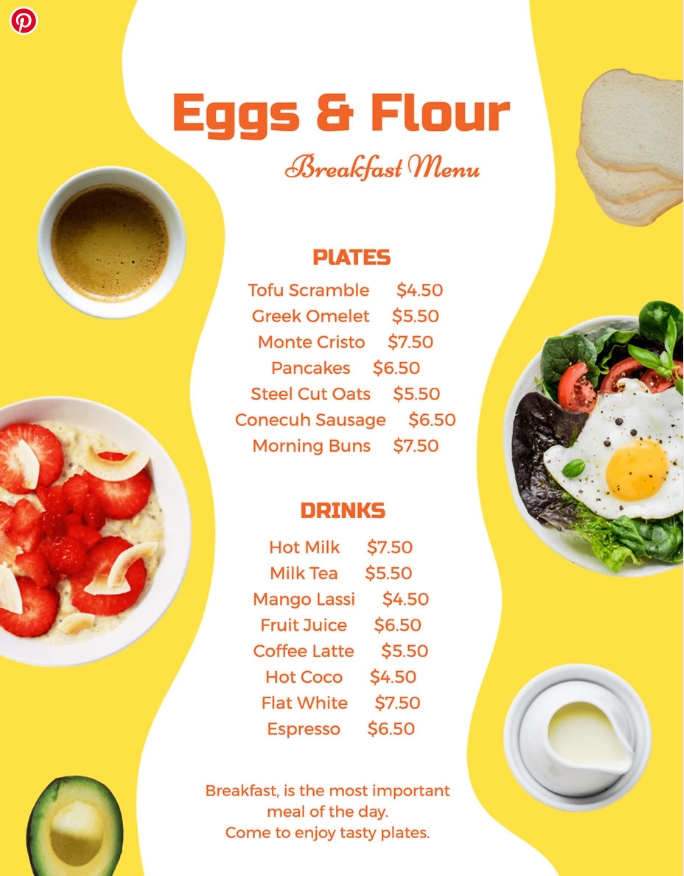 Eggs & Flour
Breakfast Menu
PLATES
Tofu Scramble $4.50
Greek Omelet $5.50
Monte Cristo $7.50
Pancakes $6.50
Steel Cut Oats $5.50
Conecuh Sausage $6.50
Morning Buns $7.50
DRINKS
Hot Milk $7.50
Milk Tea $5.50
Mango Lassi $4.50
Fruit Juice $6.50
Coffee Latte $5.50
Hot Coco $4.50
Flat White $7.50
Espresso $6.50
Breakfast, is the most important
meal of the day.
Come to enjoy tasty plates.